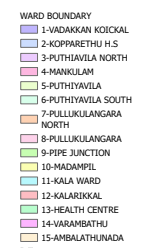 WARD BOUNDARY
1-VADAKKAN KOICKAL
2-KOPPARETHU H.S
3-PUTHIAVILA NORTH
4-MANKULAM
5-PUTHIYAVILA
6-PUTHIYAVILA SOUTH
7-PULLUKULANGARA
NORTH
8-PULLUKULANGARA
9-PIPE JUNCTION
10-MADAMPIL
11-KALA WARD
12-KALARIKKAL
13-HEALTH CENTRE
14-VARAMBATHU
15-AMBALATHUNADA